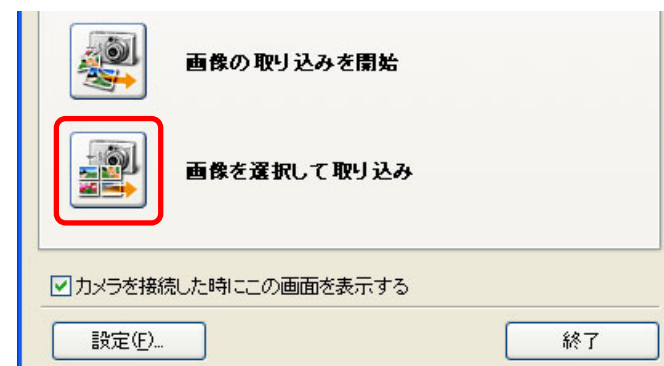 画像の取り込みを開始
画像を選択して取り込み
カメラを接続した時にこの画面を表示する
設定(F)...
終了